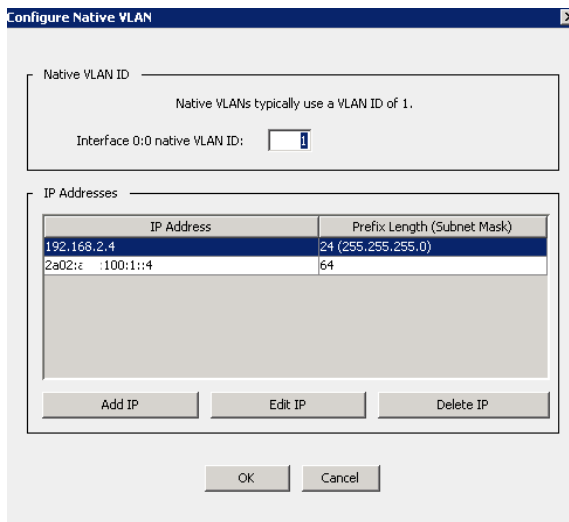 Configure Native VLAN
Native VLAN ID
Native VLANs typically use a VLAN ID of 1.
Interface 0:0 native VLAN ID: 1
IP Addresses
IP Address Prefix Length (Subnet Mask)
192.168.2.4 24 (255.255.255.0)
2a02: :100:1::4 64
Add IP Edit IP Delete IP
OK Cancel